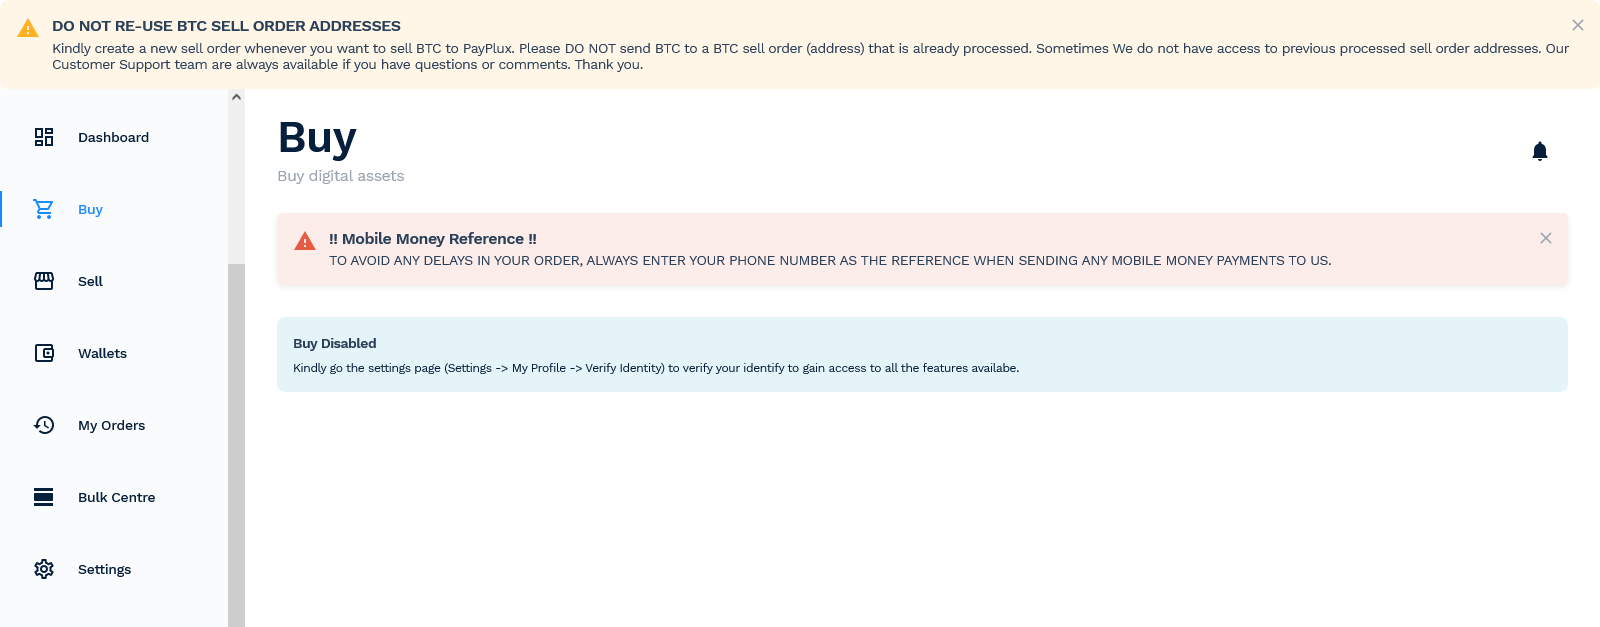 DO NOT RE-USE BTC SELL ORDER ADDRESSES
Kindly create a new sell order whenever you want to sell BTC to PayPlux. Please DO NOT send BTC to a BTC sell order (address) that is already processed. Sometimes We do not have access to previous processed sell order addresses. Our
Customer Support team are always available if you have questions or comments. Thank you.
Dashboard
Buy
Sell
Wallets
My Orders
Bulk Centre
Settings
Buy
Buy digital assets
!! Mobile Money Reference !!
TO AVOID ANY DELAYS IN YOUR ORDER, ALWAYS ENTER YOUR PHONE NUMBER AS THE REFERENCE WHEN SENDING ANY MOBILE MONEY PAYMENTS TO US.
Buy Disabled
Kindly go the settings page (Settings -> My Profile -> Verify Identity) to verify your identify to gain access to all the features availabe.